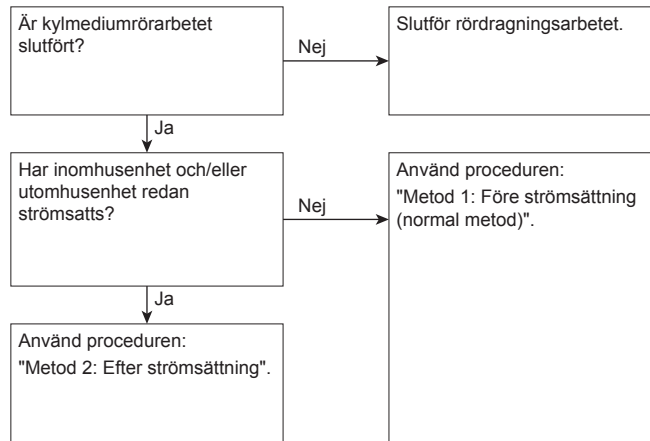 Är kylmediumrörarbetet
slutfört?
Nej
Slutför rördragningsarbetet.
Ja
Har inomhusenhet och/eller
utomhusenhet redan
strömsatts?
Nej
Använd proceduren:
"Metod 1: Före strömsättning
(normal metod)".
Ja
Använd proceduren:
"Metod 2: Efter strömsättning".